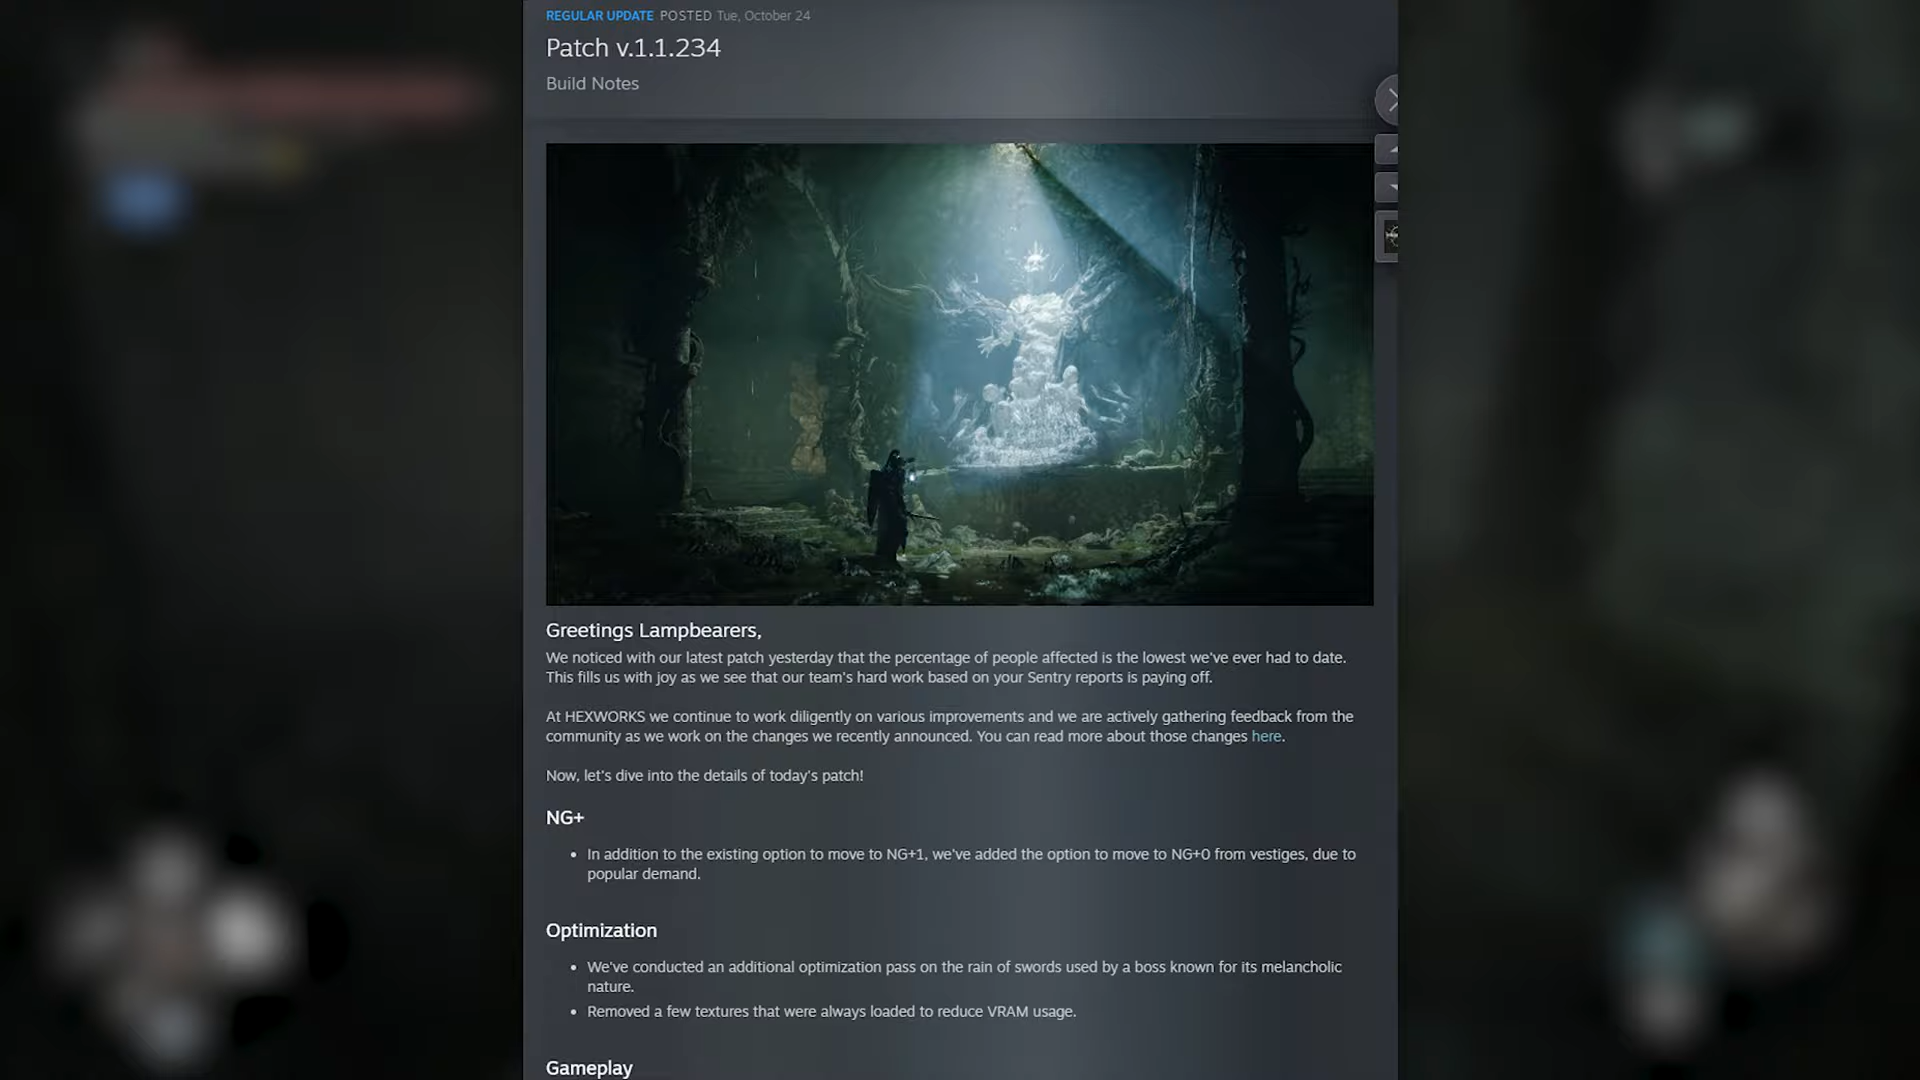 REGULAR UPDATE POSTED Tue, October 24
Patch v.1.1.234
Build Notes
Greetings Lampbearers,
We noticed with our latest patch yesterday that the percentage of people affected is the lowest we've ever had to date.
This fills us with joy as we see that our team's hard work based on your Sentry reports is paying off.
At HEXWORKS we continue to work diligently on various improvements and we are actively gathering feedback from the
community as we work on the changes we recently announced. You can read more about those changes here.
Now, let's dive into the details of today's patch!
NG+
• In addition to the existing option to move to NG+1, we've added the option to move to NG+0 from vestiges, due to
popular demand.
Optimization
• We've conducted an additional optimization pass on the rain of swords used by a boss known for its melancholic
nature.
• Removed a few textures that were always loaded to reduce VRAM usage.
Gameplay